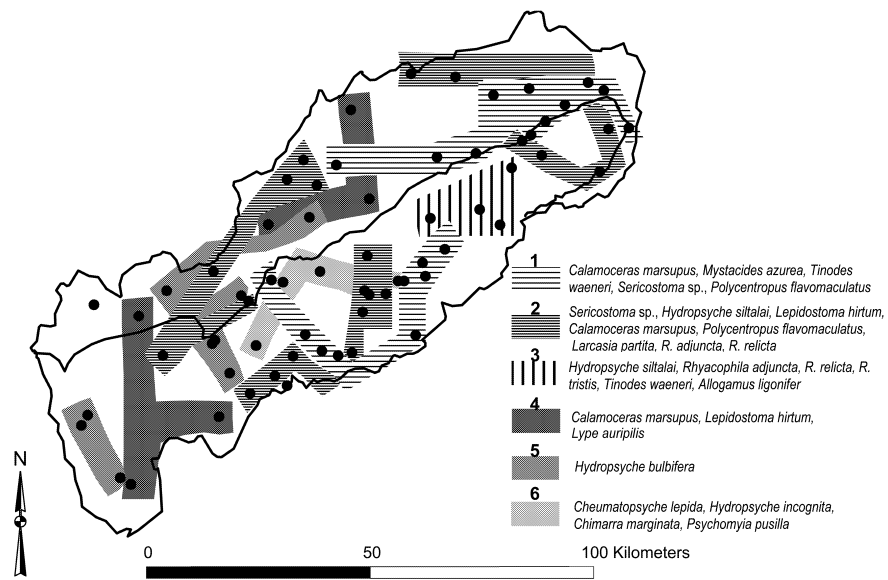 1
Calamoceras marsupus, Mystacides azurea, Tinodes
waeneri, Sericostoma sp., Polycentropus flavomaculatus
2
Sericostoma sp., Hydropsyche siltalai, Lepidostoma hirtum,
Calamoceras marsupus, Polycentropus flavomaculatus,
Larcasia partita, R. adjuncta, R. relicta
3
Hydropsyche siltalai, Rhyacophila adjuncta, R. relicta, R.
tristis, Tinodes waeneri, Allogamus ligonifer
4
Calamoceras marsupus, Lepidostoma hirtum,
Lype auripilis
5
Hydropsyche bulbifera
6
Cheumatopsyche lepida, Hydropsyche incognita,
Chimarra marginata, Psychomyia pusilla
N
0 50 100 Kilometers